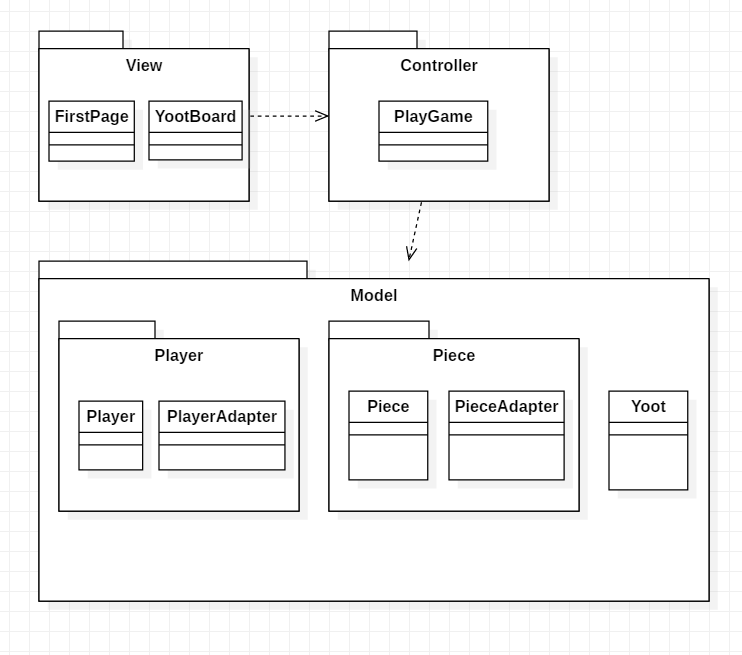 View
FirstPage
YootBoard
Controller
PlayGame
Model
Player
Player
PlayerAdapter
Piece
Piece
PieceAdapter
Yoot